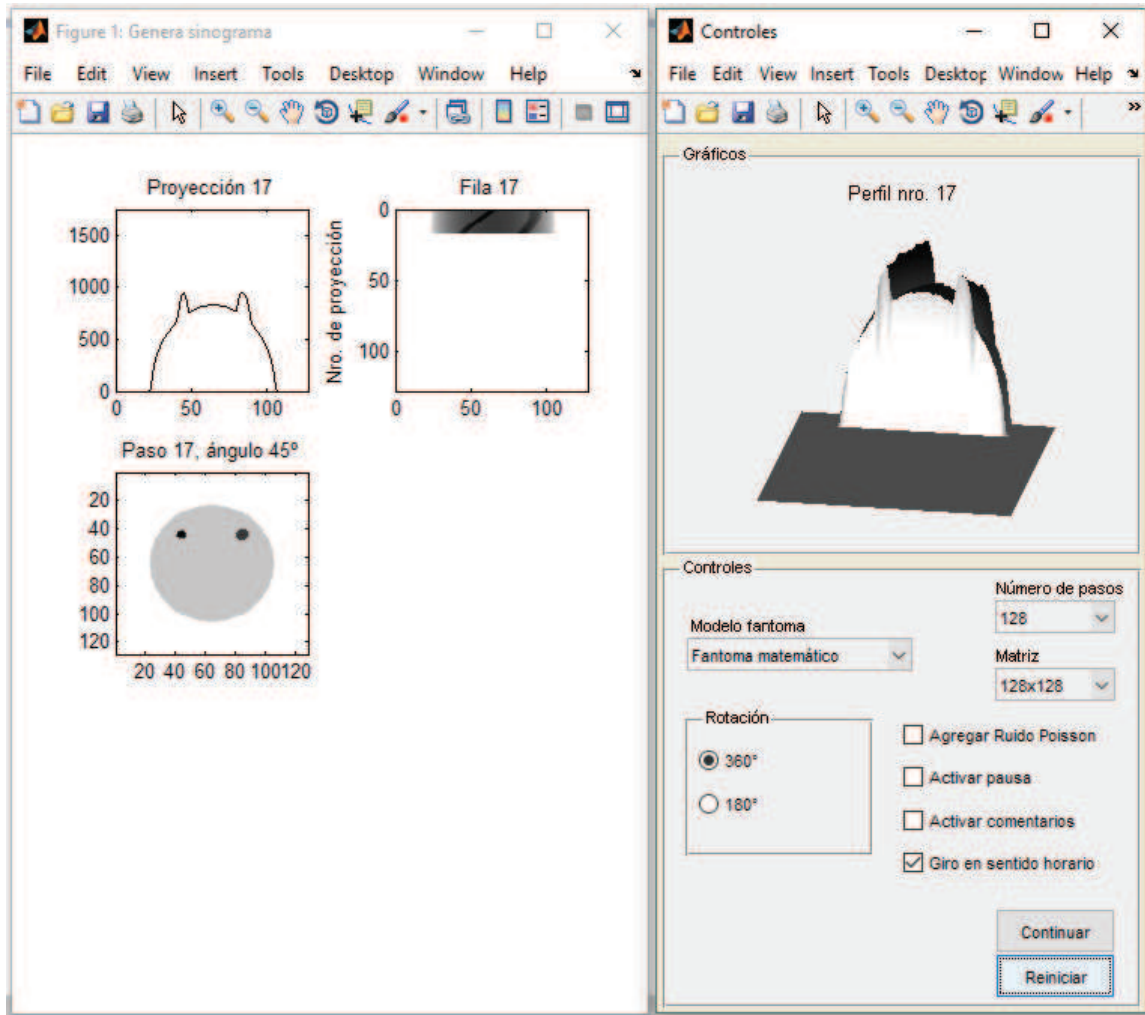 Figure 1: Genera sinograma
File Edit View Insert Tools Desktop Window Help
Proyección 17
1500
1000
500
0
0 50 100
Fila 17
Nro. de proyección
0
50
100
0 50 100
Paso 17, ángulo 45º
20
40
60
80
100
120
20 40 60 80 100 120
Controles
File Edit View Insert Tools Desktop Window Help
Gráficos
Perfil nro. 17
Controles
Número de pasos
128
Modelo fantoma
Fantoma matemático
Matriz
128x128
Rotación
360°
180°
Agregar Ruido Poisson
Activar pausa
Activar comentarios
Giro en sentido horario
Continuar
Reiniciar